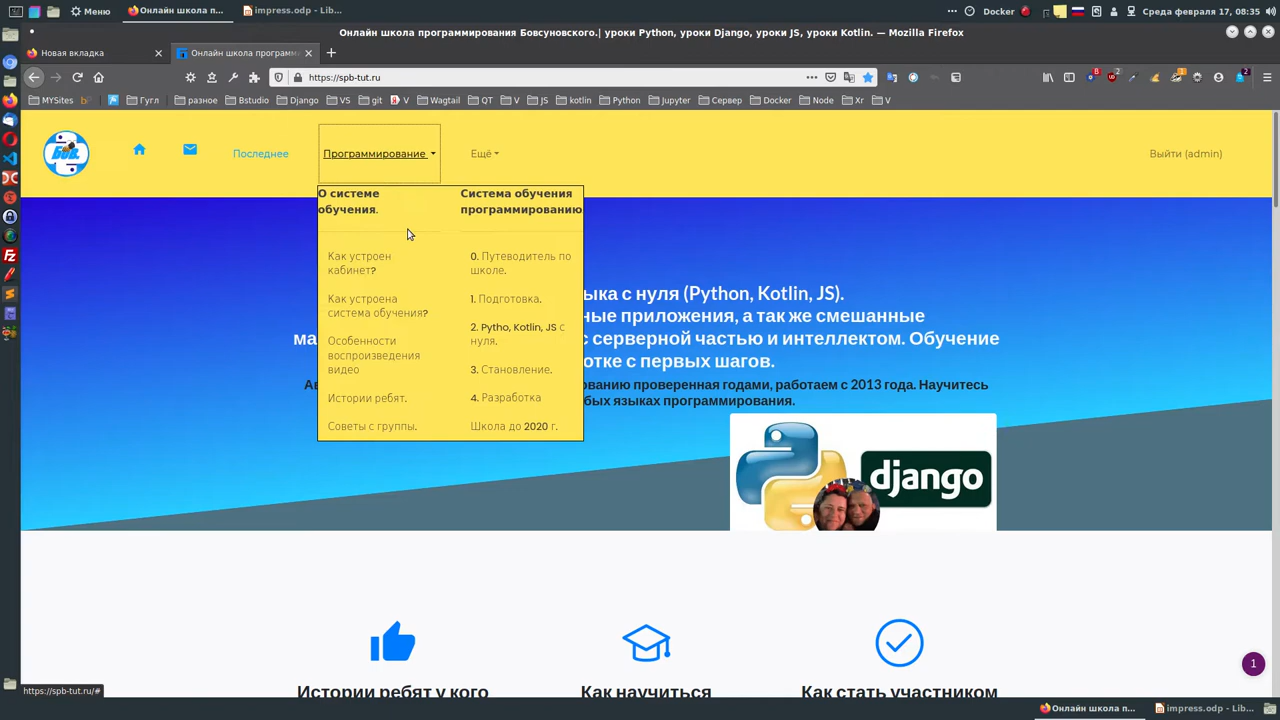 Меню
Онлайн школа п...
impress.odp - Lib...
Docker
Среда февраля 17, 08:35
Онлайн школа программирования Бовсуновского.| уроки Python, уроки Django, уроки JS, уроки Kotlin. — Mozilla Firefox
Новая вкладка
Онлайн школа программи
https://spb-tut.ru
MYSites
Гугл
разное
Bstudio
Django
VS
git
V
Wagtail
QT
V
JS
kotlin
Python
Jupyter
Сервер
Docker
Node
Xr
V
БоВ.
Последнее
Программирование
Ещё
Выйти (admin)
О системе
обучения.
Система обучения
программированию
Как устроен
кабинет?
Как устроена
система обучения?
Особенности
воспроизведения
видео
Истории ребят.
Советы с группы.
0. Путеводитель по
школе.
1. Подготовка.
2. Pytho, Kotlin, JS с
нуля.
3. Становление.
4. Разработка
Школа до 2020 г.
ыка с нуля (Python, Kotlin, JS).
ные приложения, а так же смешанные
ма
с серверной частью и интеллектом. Обучение
отке с первых шагов.
Ав
ованию проверенная годами, работаем с 2013 года. Научитесь
бых языках программирования.
django
Истории ребят у кого
Как научиться
Как стать участником
1
https://spb-tut.ru/#
Онлайн школа п...
impress.odp - Lib...